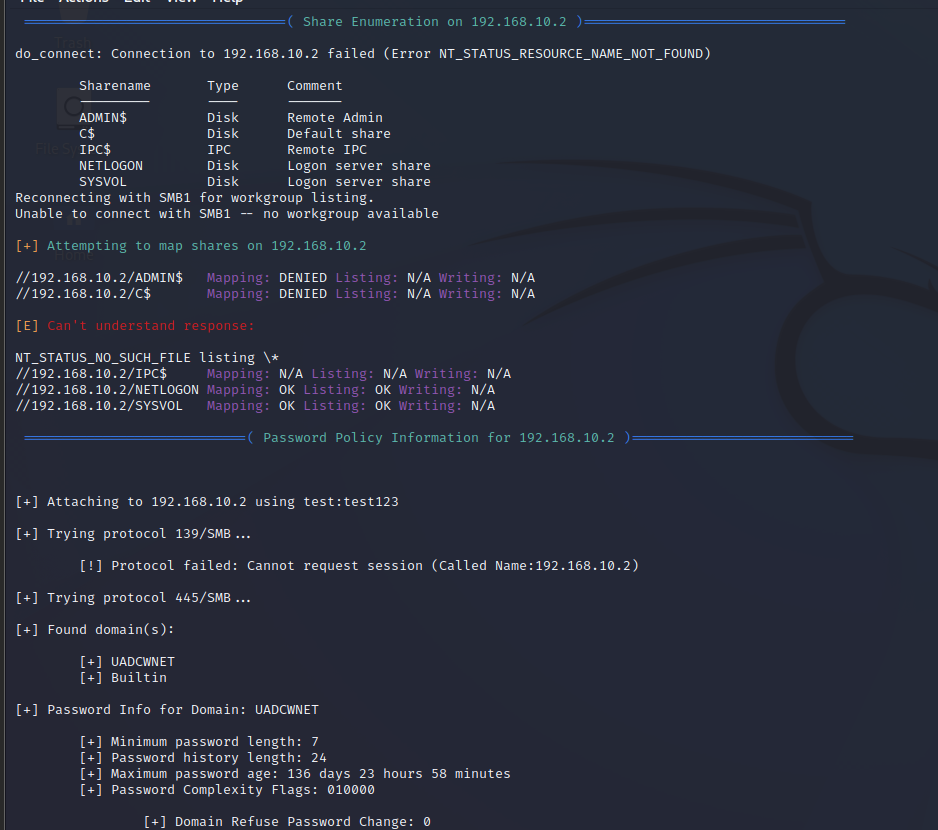 File Actions Edit View Help
( Share Enumeration on 192.168.10.2 )
do_connect: Connection to 192.168.10.2 failed (Error NT_STATUS_RESOURCE_NAME_NOT_FOUND)
Sharename Type Comment
ADMIN$ Disk Remote Admin
C$ Disk Default share
IPC$ IPC Remote IPC
NETLOGON Disk Logon server share
SYSVOL Disk Logon server share
Reconnecting with SMB1 for workgroup listing.
Unable to connect with SMB1 -- no workgroup available
[+] Attempting to map shares on 192.168.10.2
//192.168.10.2/ADMIN$ Mapping: DENIED Listing: N/A Writing: N/A
//192.168.10.2/C$ Mapping: DENIED Listing: N/A Writing: N/A
[E] Can't understand response:
NT_STATUS_NO_SUCH_FILE listing \*
//192.168.10.2/IPC$ Mapping: N/A Listing: N/A Writing: N/A
//192.168.10.2/NETLOGON Mapping: OK Listing: OK Writing: N/A
//192.168.10.2/SYSVOL Mapping: OK Listing: OK Writing: N/A
( Password Policy Information for 192.168.10.2 )
[+] Attaching to 192.168.10.2 using test:test123
[+] Trying protocol 139/SMB...
[!] Protocol failed: Cannot request session (Called Name:192.168.10.2)
[+] Trying protocol 445/SMB...
[+] Found domain(s):
[+] UADCWNET
[+] Builtin
[+] Password Info for Domain: UADCWNET
[+] Minimum password length: 7
[+] Password history length: 24
[+] Maximum password age: 136 days 23 hours 58 minutes
[+] Password Complexity Flags: 010000
[+] Domain Refuse Password Change: 0